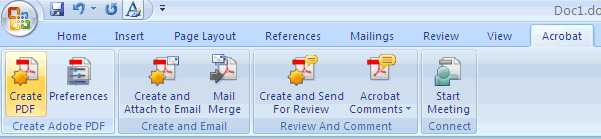 Doc1.do
Home Insert Page Layout References Mailings Review View Acrobat
Create PDF
Preferences
Create and Attach to Email
Mail Merge
Create and Send For Review
Acrobat Comments
Start Meeting
Create Adobe PDF
Create and Email
Review And Comment
Connect